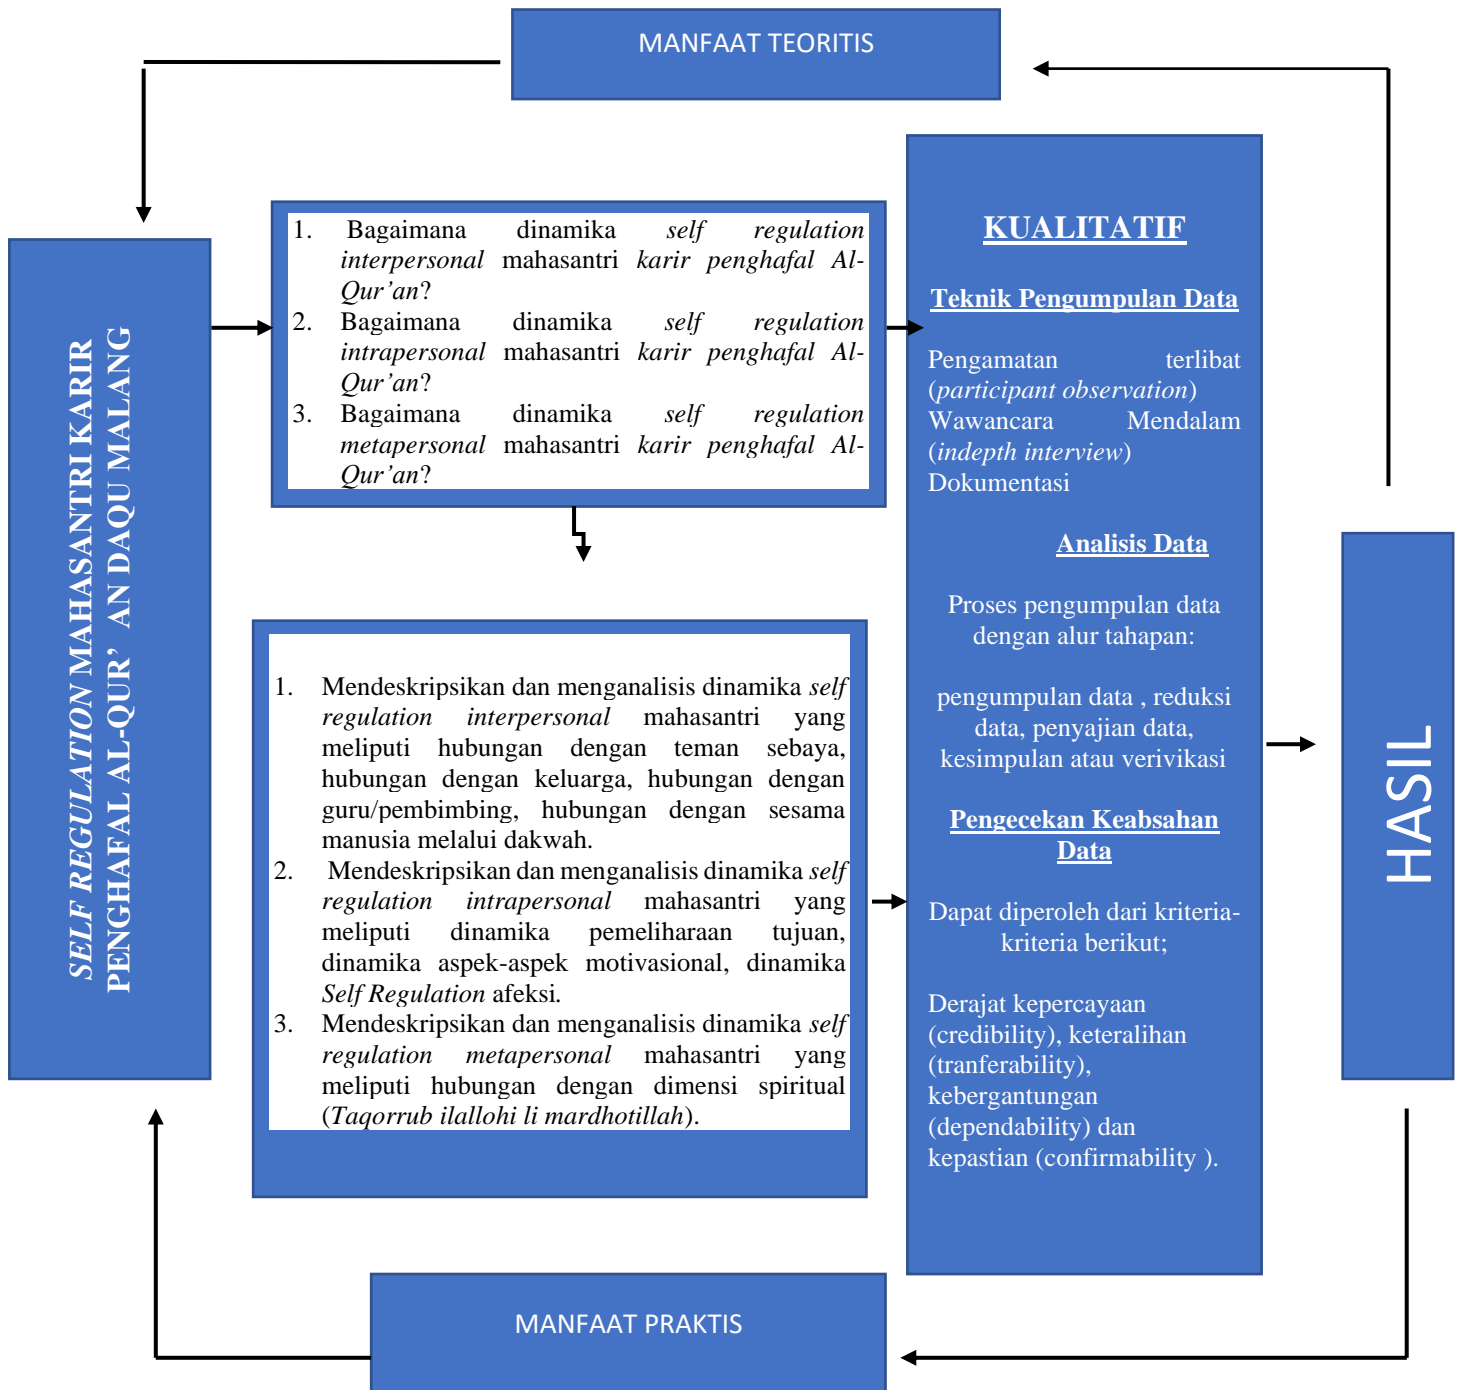 MANFAAT TEORITIS
SELF REGULATION MAHASANTRI KARIR
PENGHAFAL AL-QUR’ AN DAQU MALANG
1. Bagaimana dinamika self regulation
interpersonal mahasantri karir penghafal Al-
Qur’an?
2. Bagaimana dinamika self regulation
intrapersonal mahasantri karir penghafal Al-
Qur’an?
3. Bagaimana dinamika self regulation
metapersonal mahasantri karir penghafal Al-
Qur’an?
1. Mendeskripsikan dan menganalisis dinamika self
regulation interpersonal mahasantri yang
meliputi hubungan dengan teman sebaya,
hubungan dengan keluarga, hubungan dengan
guru/pembimbing, hubungan dengan sesama
manusia melalui dakwah.
2. Mendeskripsikan dan menganalisis dinamika self
regulation intrapersonal mahasantri yang
meliputi dinamika pemeliharaan tujuan,
dinamika aspek-aspek motivasional, dinamika
Self Regulation afeksi.
3. Mendeskripsikan dan menganalisis dinamika self
regulation metapersonal mahasantri yang
meliputi hubungan dengan dimensi spiritual
(Taqorrub ilallohi li mardhotillah).
KUALITATIF
Teknik Pengumpulan Data
Pengamatan terlibat
(participant observation)
Wawancara Mendalam
(indepth interview)
Dokumentasi
Analisis Data
Proses pengumpulan data
dengan alur tahapan:
pengumpulan data , reduksi
data, penyajian data,
kesimpulan atau verivikasi
Pengecekan Keabsahan
Data
Dapat diperoleh dari kriteria-
kriteria berikut;
Derajat kepercayaan
(credibility), keteralihan
(tranferability),
kebergantungan
(dependability) dan
kepastian (confirmability ).
HASIL
MANFAAT PRAKTIS